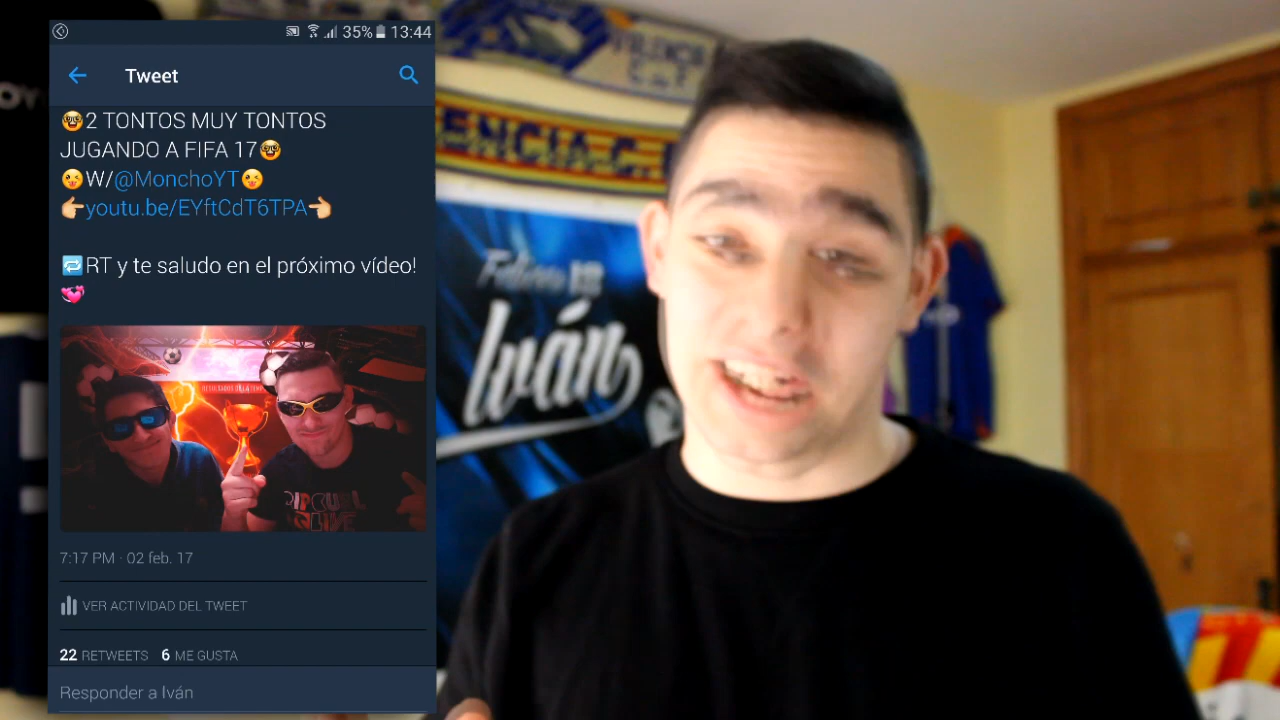 35% 13:44
Tweet
🤓2 TONTOS MUY TONTOS
JUGANDO A FIFA 17🤓
😜W/@MonchoYT😜
👉youtu.be/EYftCdT6TPA👈
🔁RT y te saludo en el próximo vídeo!
💞
7:17 PM · 02 feb. 17
VER ACTIVIDAD DEL TWEET
22 RETWEETS 6 ME GUSTA
Responder a Iván
Iván